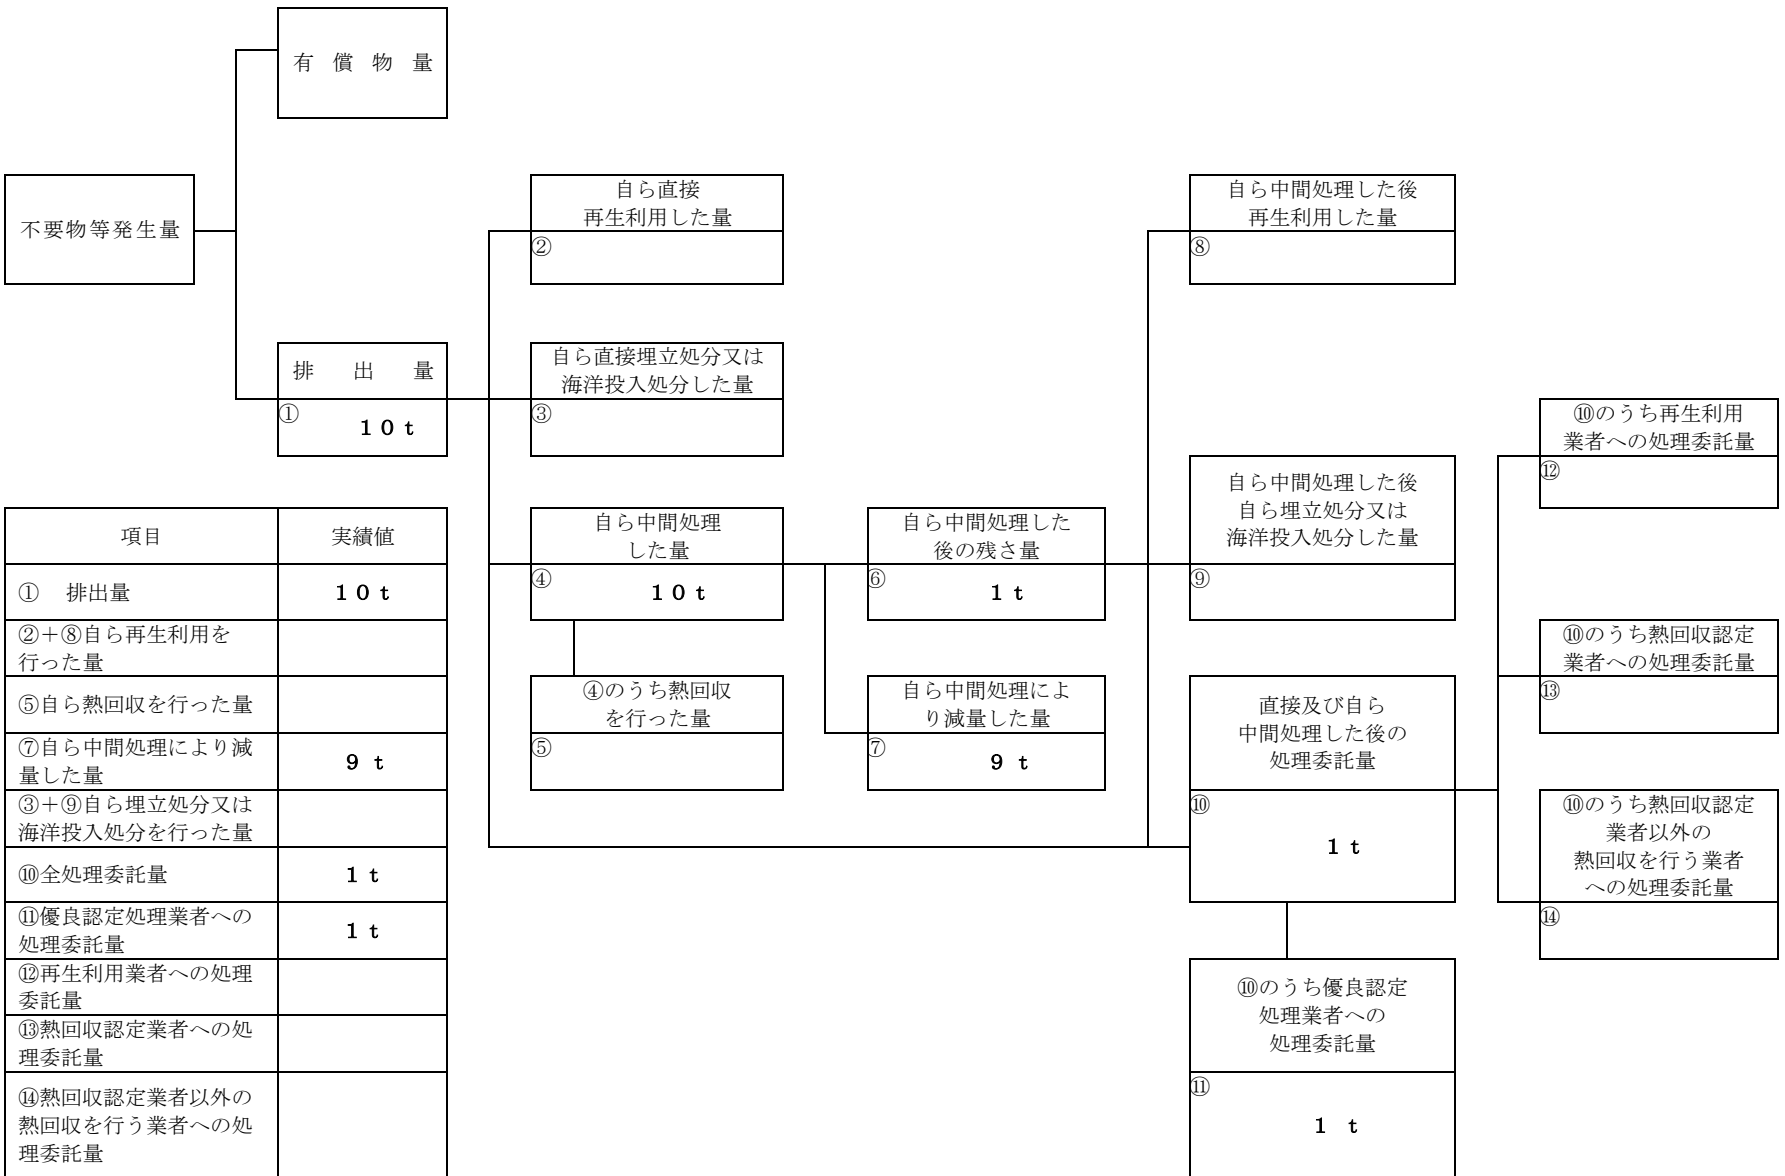 有償物量
不要物等発生量
排出量
① 10t
自ら直接
再生利用した量
②
自ら直接埋立処分又は
海洋投入処分した量
③
自ら中間処理
した量
④ 10t
④のうち熱回収
を行った量
⑤
自ら中間処理した
後の残さ量
⑥ 1t
自ら中間処理によ
り減量した量
⑦ 9t
自ら中間処理した後
再生利用した量
⑧
自ら中間処理した後
自ら埋立処分又は
海洋投入処分した量
⑨
直接及び自ら
中間処理した後の
処理委託量
⑩
1t
⑩のうち優良認定
処理業者への
処理委託量
⑪
1t
⑩のうち再生利用
業者への処理委託量
⑫
⑩のうち熱回収認定
業者への処理委託量
⑬
⑩のうち熱回収認定
業者以外の
熱回収を行う業者
への処理委託量
⑭
項目 実績値
① 排出量 10t
②+⑧自ら再生利用を
行った量
⑤自ら熱回収を行った量
⑦自ら中間処理により減
量した量 9t
③+⑨自ら埋立処分又は
海洋投入処分を行った量
⑩全処理委託量 1t
⑪優良認定処理業者への
処理委託量 1t
⑫再生利用業者への処理
委託量
⑬熱回収認定業者への処
理委託量
⑭熱回収認定業者以外の
熱回収を行う業者への処
理委託量